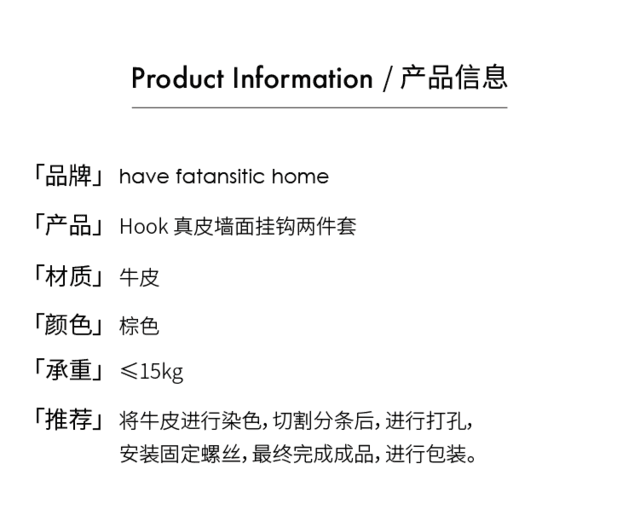 Product Information / 产品信息
「品牌」 have fatansitic home
「产品」 Hook 真皮墙面挂钩两件套
「材质」 牛皮
「颜色」 棕色
「承重」 ≤15kg
「推荐」 将牛皮进行染色，切割分条后，进行打孔，
安装固定螺丝，最终完成成品，进行包装。